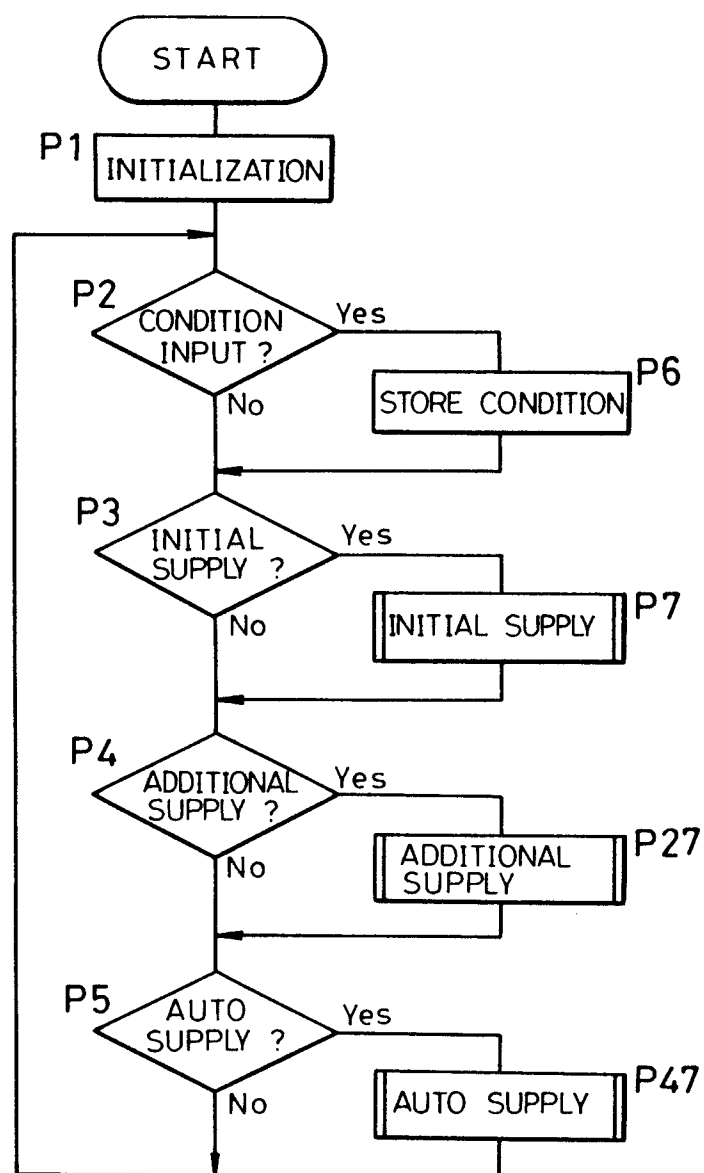 START
P1
INITIALIZATION
P2
CONDITION
INPUT ?
Yes
No
P6
STORE CONDITION
P3
INITIAL
SUPPLY ?
Yes
No
P7
INITIAL SUPPLY
P4
ADDITIONAL
SUPPLY ?
Yes
No
P27
ADDITIONAL
SUPPLY
P5
AUTO
SUPPLY ?
Yes
No
P47
AUTO SUPPLY